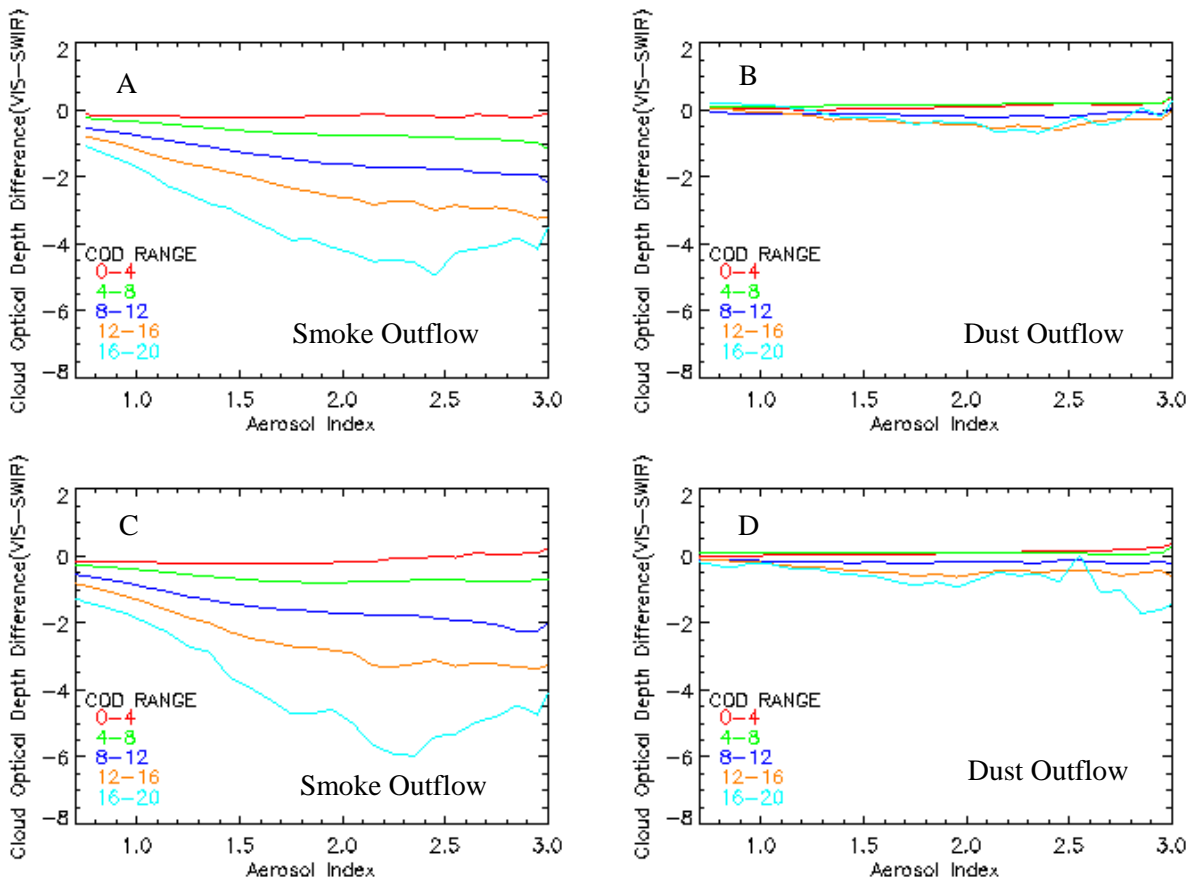 A
Cloud Optical Depth Difference(VIS-SWIR)
2
0
-2
-4
-6
-8
COD RANGE
0-4
4-8
8-12
12-16
16-20
Smoke Outflow
1.0 1.5 2.0 2.5 3.0
Aerosol Index
B
Cloud Optical Depth Difference(VIS-SWIR)
2
0
-2
-4
-6
-8
COD RANGE
0-4
4-8
8-12
12-16
16-20
Dust Outflow
1.0 1.5 2.0 2.5 3.0
Aerosol Index
C
Cloud Optical Depth Difference(VIS-SWIR)
2
0
-2
-4
-6
-8
COD RANGE
0-4
4-8
8-12
12-16
16-20
Smoke Outflow
1.0 1.5 2.0 2.5 3.0
Aerosol Index
D
Cloud Optical Depth Difference(VIS-SWIR)
2
0
-2
-4
-6
-8
COD RANGE
0-4
4-8
8-12
12-16
16-20
Dust Outflow
1.0 1.5 2.0 2.5 3.0
Aerosol Index